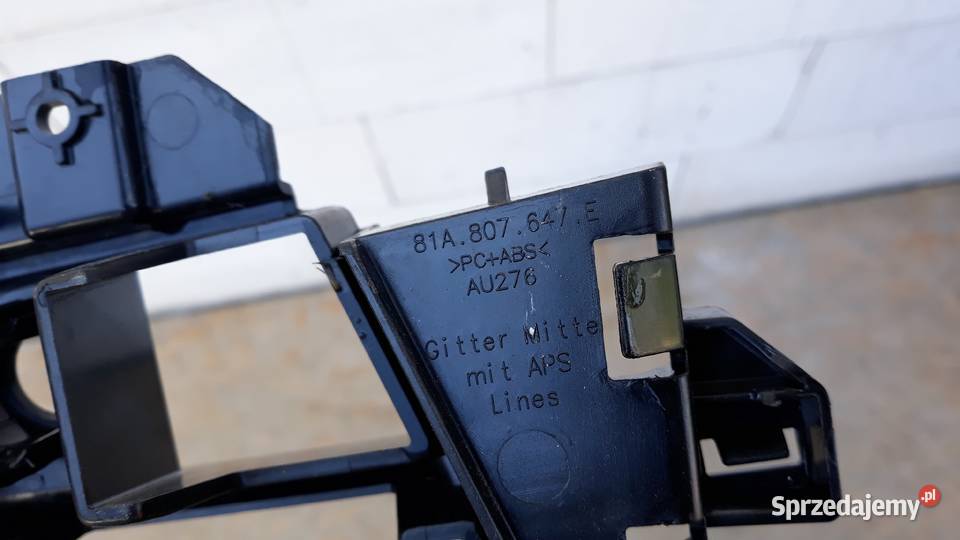 81A.807.647.E
>PC+ABS<
AU276
Gitter Mitte
mit APS
Lines
Sprzedajemy.pl